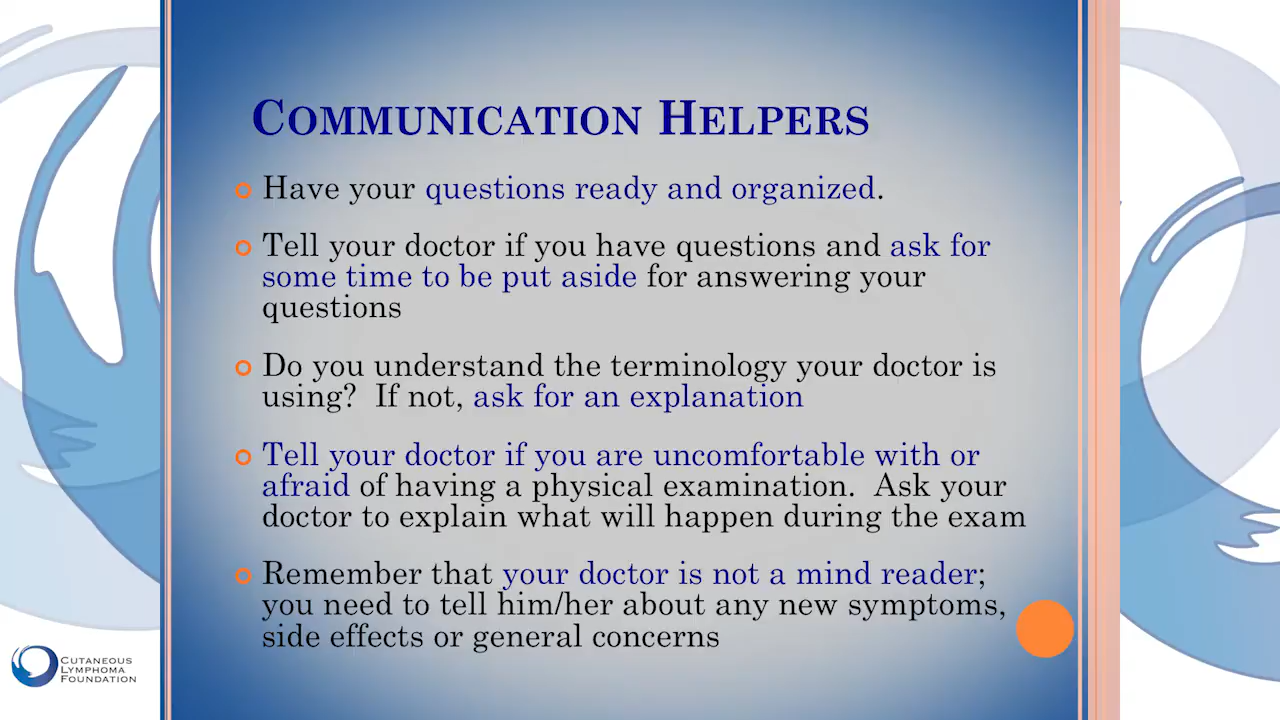 COMMUNICATION HELPERS
Have your questions ready and organized.
Tell your doctor if you have questions and ask for
some time to be put aside for answering your
questions
Do you understand the terminology your doctor is
using?  If not, ask for an explanation
Tell your doctor if you are uncomfortable with or
afraid of having a physical examination.  Ask your
doctor to explain what will happen during the exam
Remember that your doctor is not a mind reader;
you need to tell him/her about any new symptoms,
side effects or general concerns
CUTANEOUS
LYMPHOMA
FOUNDATION